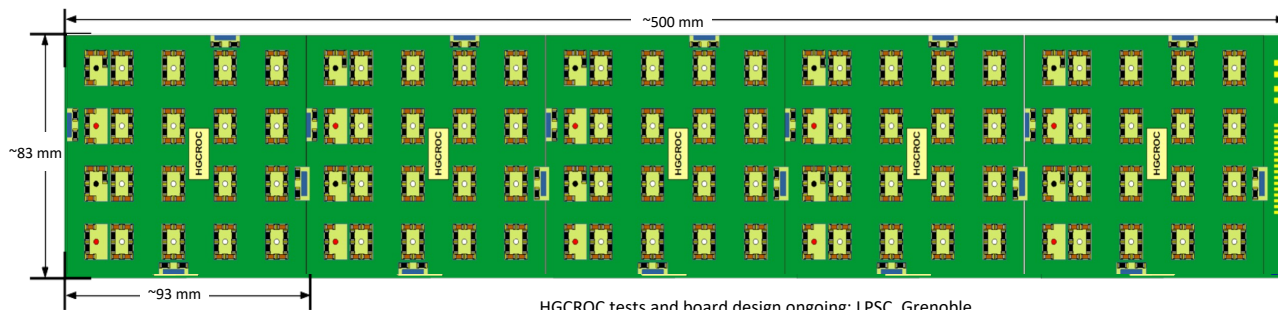 ~500 mm
~83 mm
HGCROC
HGCROC
HGCROC
HGCROC
HGCROC
~93 mm
HGCROC tests and board design ongoing: LPSC, Grenoble